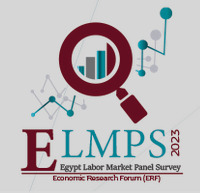 ELMPS 2023
Egypt Labor Market Panel Survey
Economic Research Forum (ERF)